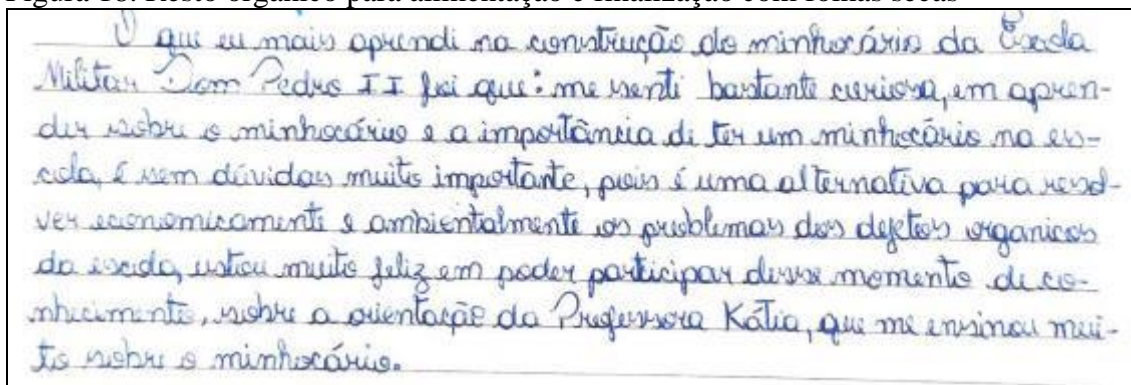 Figura 18: Resto orgânico para alimentação e finalização com folhas secas
O que eu mais aprendi na construção do minhocário da Escola
Militar Dom Pedro II foi que: me senti bastante curiosa, em apren-
der sobre o minhocário e a importância de ter um minhocário na es-
cola, é sem dúvidas muito importante, pois é uma alternativa para resol-
ver economicamente e ambientalmente os problemas dos dejetos organicos
da escola, estou muito feliz em poder participar desse momento de co-
nhecimento, sobre a orientação da Professora Kátia, que me ensinou mui-
to sobre o minhocário.